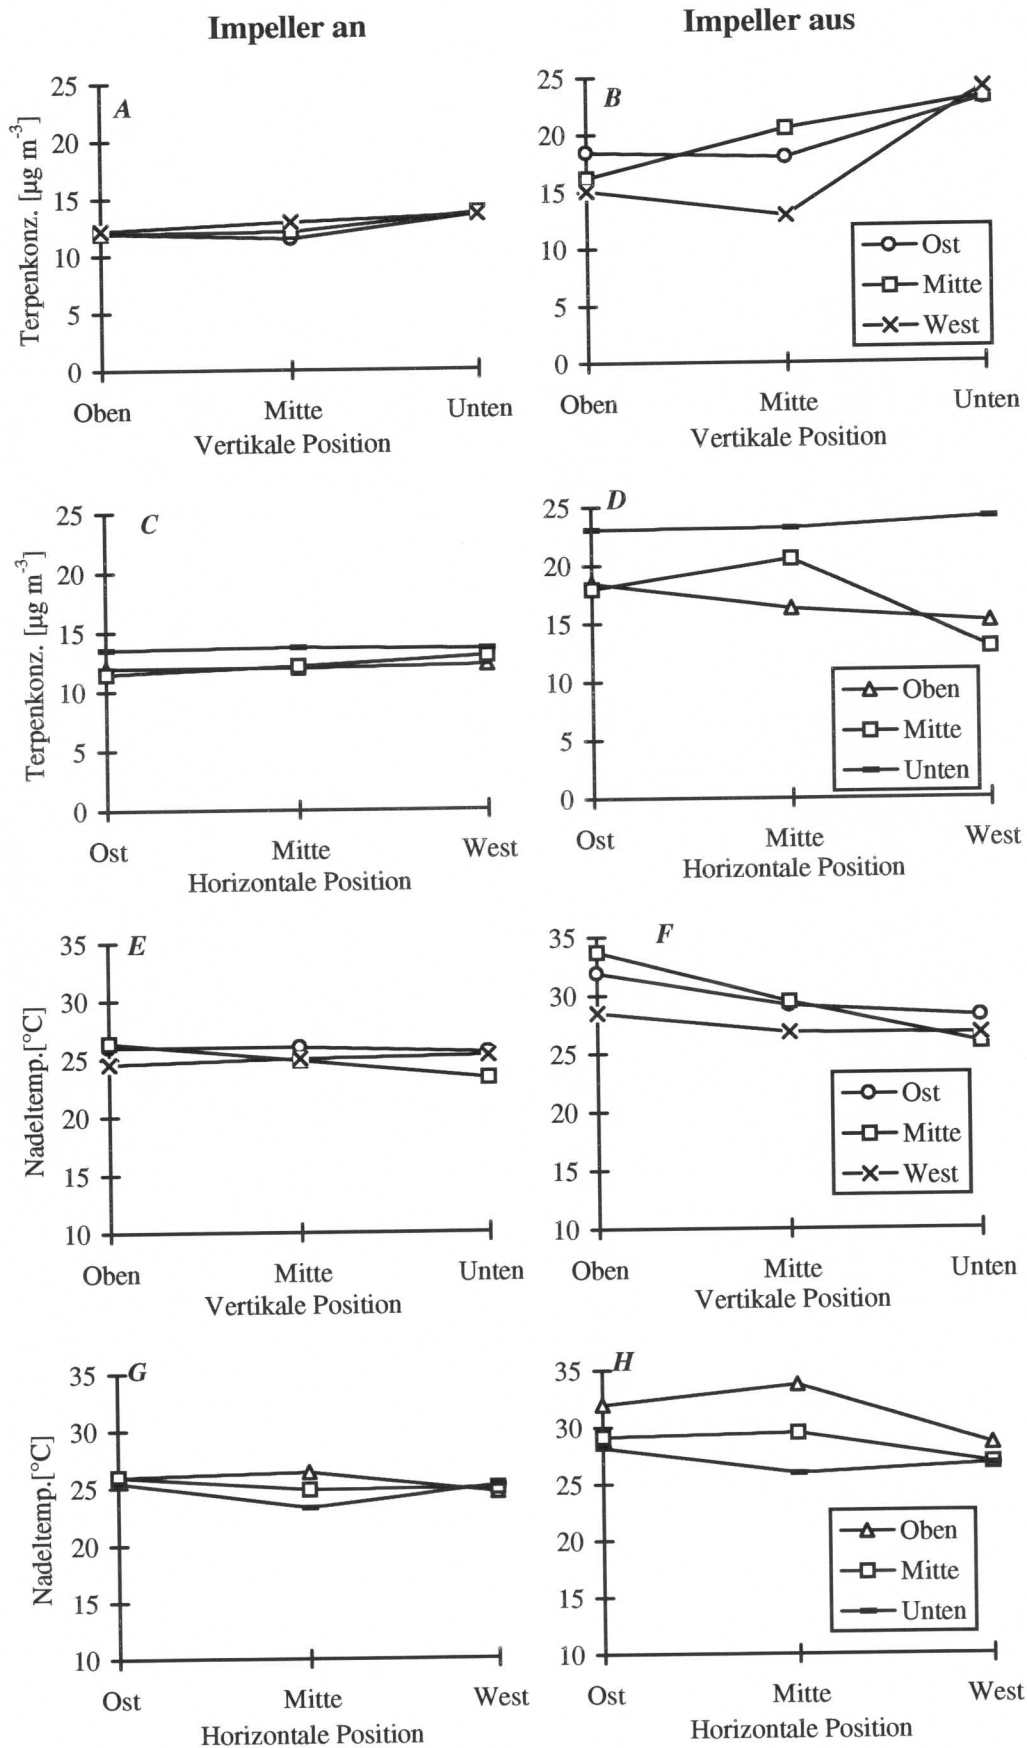 Impeller an
Impeller aus
A
Terpenkonz. [µg m⁻³]
25
20
15
10
5
0
Oben Mitte Unten
Vertikale Position
B
25
20
15
10
5
0
Ost
Mitte
West
Oben Mitte Unten
Vertikale Position
C
Terpenkonz. [µg m⁻³]
25
20
15
10
5
0
Ost Mitte West
Horizontale Position
D
25
20
15
10
5
0
Oben
Mitte
Unten
Ost Mitte West
Horizontale Position
E
Nadeltemp.[°C]
35
30
25
20
15
10
Oben Mitte Unten
Vertikale Position
F
35
30
25
20
15
10
Ost
Mitte
West
Oben Mitte Unten
Vertikale Position
G
Nadeltemp.[°C]
35
30
25
20
15
10
Ost Mitte West
Horizontale Position
H
35
30
25
20
15
10
Oben
Mitte
Unten
Ost Mitte West
Horizontale Position